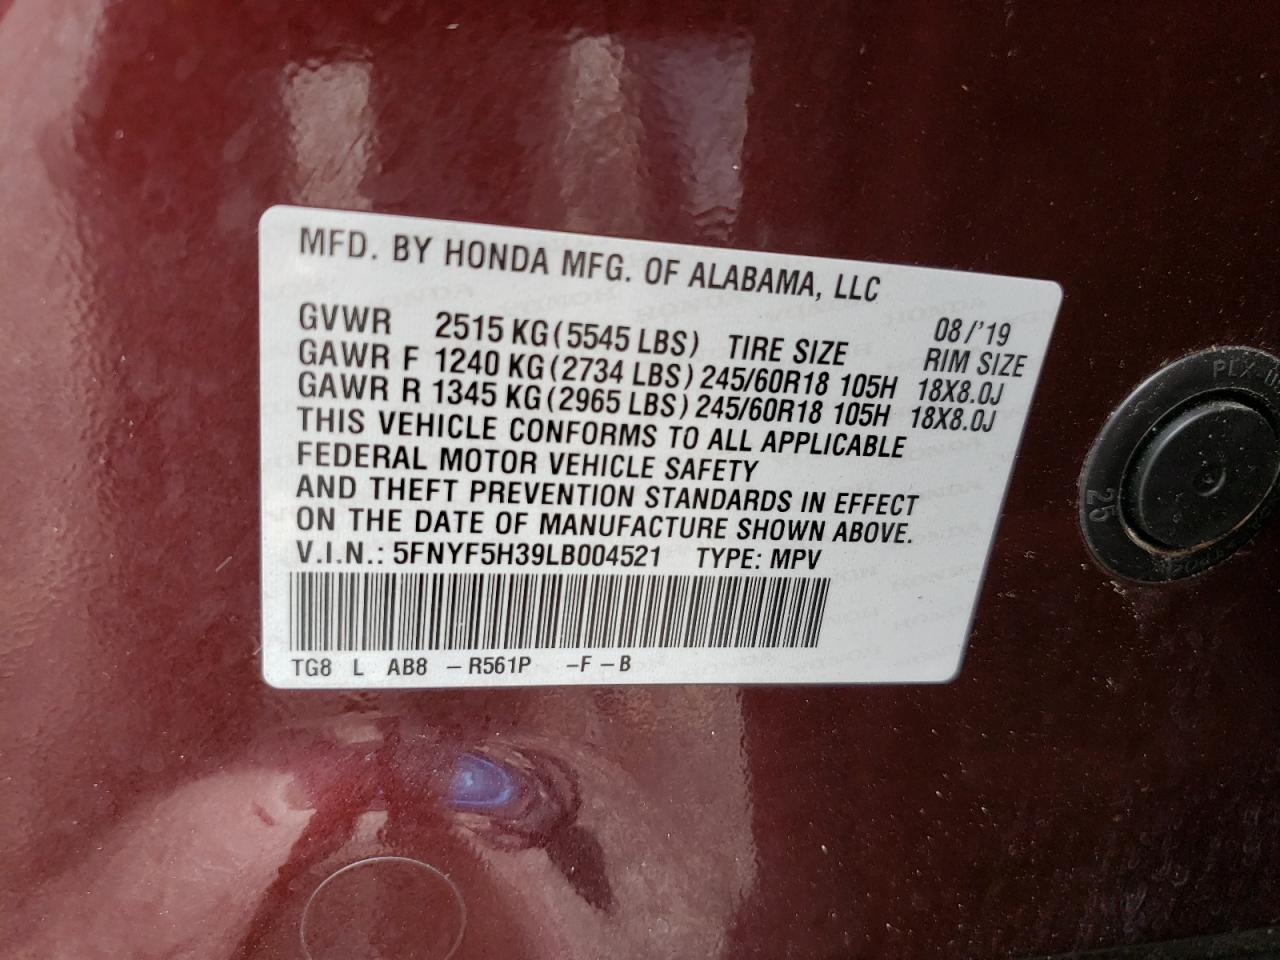 MFD. BY HONDA MFG. OF ALABAMA, LLC
08/'19
GVWR 2515 KG (5545 LBS) TIRE SIZE RIM SIZE
GAWR F 1240 KG (2734 LBS) 245/60R18 105H 18X8.0J
GAWR R 1345 KG (2965 LBS) 245/60R18 105H 18X8.0J
THIS VEHICLE CONFORMS TO ALL APPLICABLE
FEDERAL MOTOR VEHICLE SAFETY
AND THEFT PREVENTION STANDARDS IN EFFECT
ON THE DATE OF MANUFACTURE SHOWN ABOVE.
V.I.N.: 5FNYF5H39LB004521 TYPE: MPV
TG8 L AB8 -R561P -F-B
25